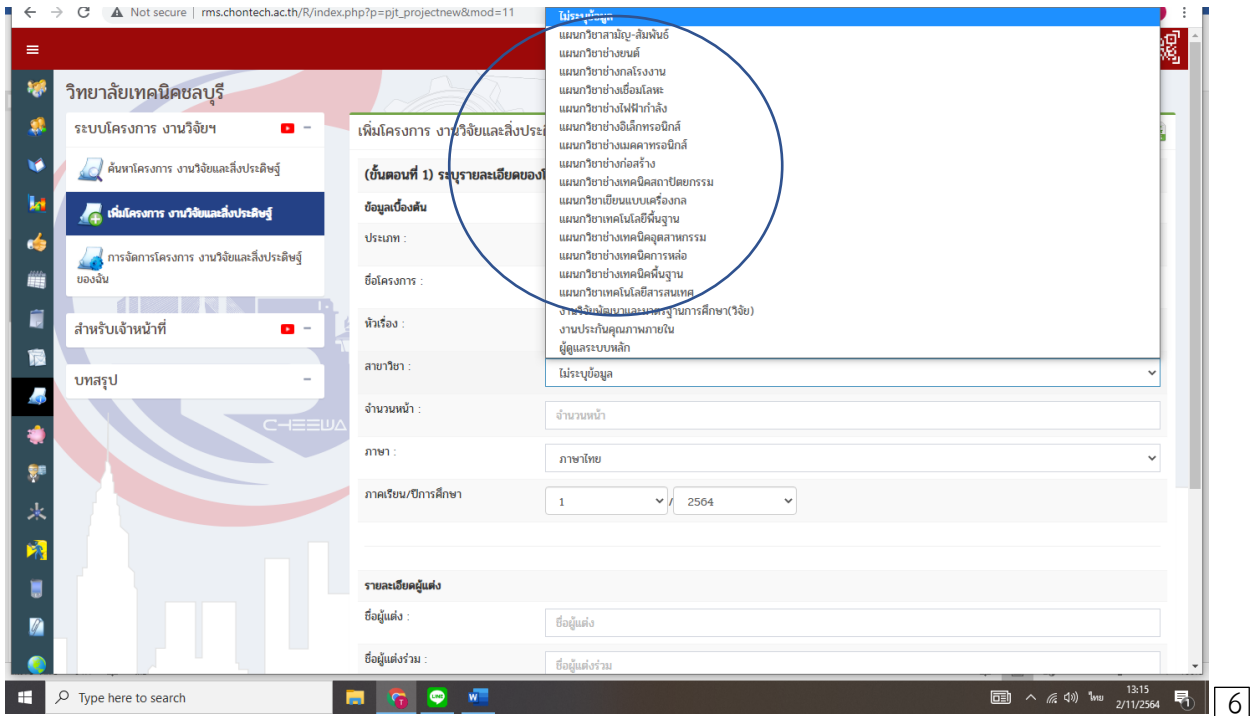 Not secure | rms.chontech.ac.th/R/index.php?p=pjt_projectnew&mod=11
วิทยาลัยเทคนิคชลบุรี
ระบบโครงการ งานวิจัยฯ
ค้นหาโครงการ งานวิจัยและสิ่งประดิษฐ์
เพิ่มโครงการ งานวิจัยและสิ่งประดิษฐ์
การจัดการโครงการ งานวิจัยและสิ่งประดิษฐ์
ของฉัน
สำหรับเจ้าหน้าที่
บทสรุป
CHEEWA
ไม่ระบุข้อมูล
แผนกวิชาสามัญ-สัมพันธ์
แผนกวิชาช่างยนต์
แผนกวิชาช่างกลโรงงาน
แผนกวิชาช่างเชื่อมโลหะ
แผนกวิชาช่างไฟฟ้ากำลัง
แผนกวิชาช่างอิเล็กทรอนิกส์
แผนกวิชาช่างเมคคาทรอนิกส์
แผนกวิชาช่างก่อสร้าง
แผนกวิชาช่างเทคนิคสถาปัตยกรรม
แผนกวิชาเขียนแบบเครื่องกล
แผนกวิชาเทคโนโลยีพื้นฐาน
แผนกวิชาช่างเทคนิคอุตสาหกรรม
แผนกวิชาช่างเทคนิคการหล่อ
แผนกวิชาช่างเทคนิคพื้นฐาน
แผนกวิชาเทคโนโลยีสารสนเทศ
งานวิจัยพัฒนาและมาตรฐานการศึกษา(วิจัย)
งานประกันคุณภาพภายใน
ผู้ดูแลระบบหลัก
เพิ่มโครงการ งานวิจัยและสิ่งประดิ
(ขั้นตอนที่ 1) ระบุรายละเอียดของโ
ข้อมูลเบื้องต้น
ประเภท :
ชื่อโครงการ :
หัวเรื่อง :
สาขาวิชา : ไม่ระบุข้อมูล
จำนวนหน้า : จำนวนหน้า
ภาษา : ภาษาไทย
ภาคเรียน/ปีการศึกษา 1 / 2564
รายละเอียดผู้แต่ง
ชื่อผู้แต่ง : ชื่อผู้แต่ง
ชื่อผู้แต่งร่วม : ชื่อผู้แต่งร่วม
Type here to search
ไทย
13:15
2/11/2564
6